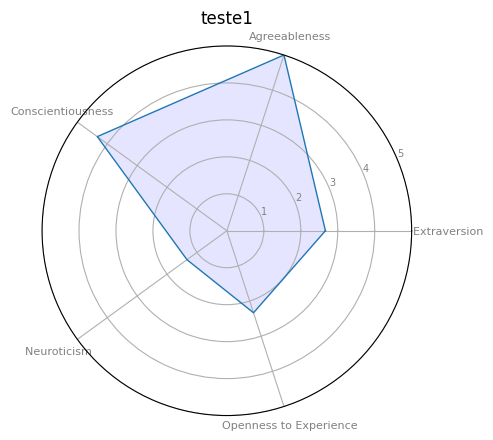 teste1
Agreeableness
Conscientiousness
5
4
3
2
1
Extraversion
Neuroticism
Openness to Experience